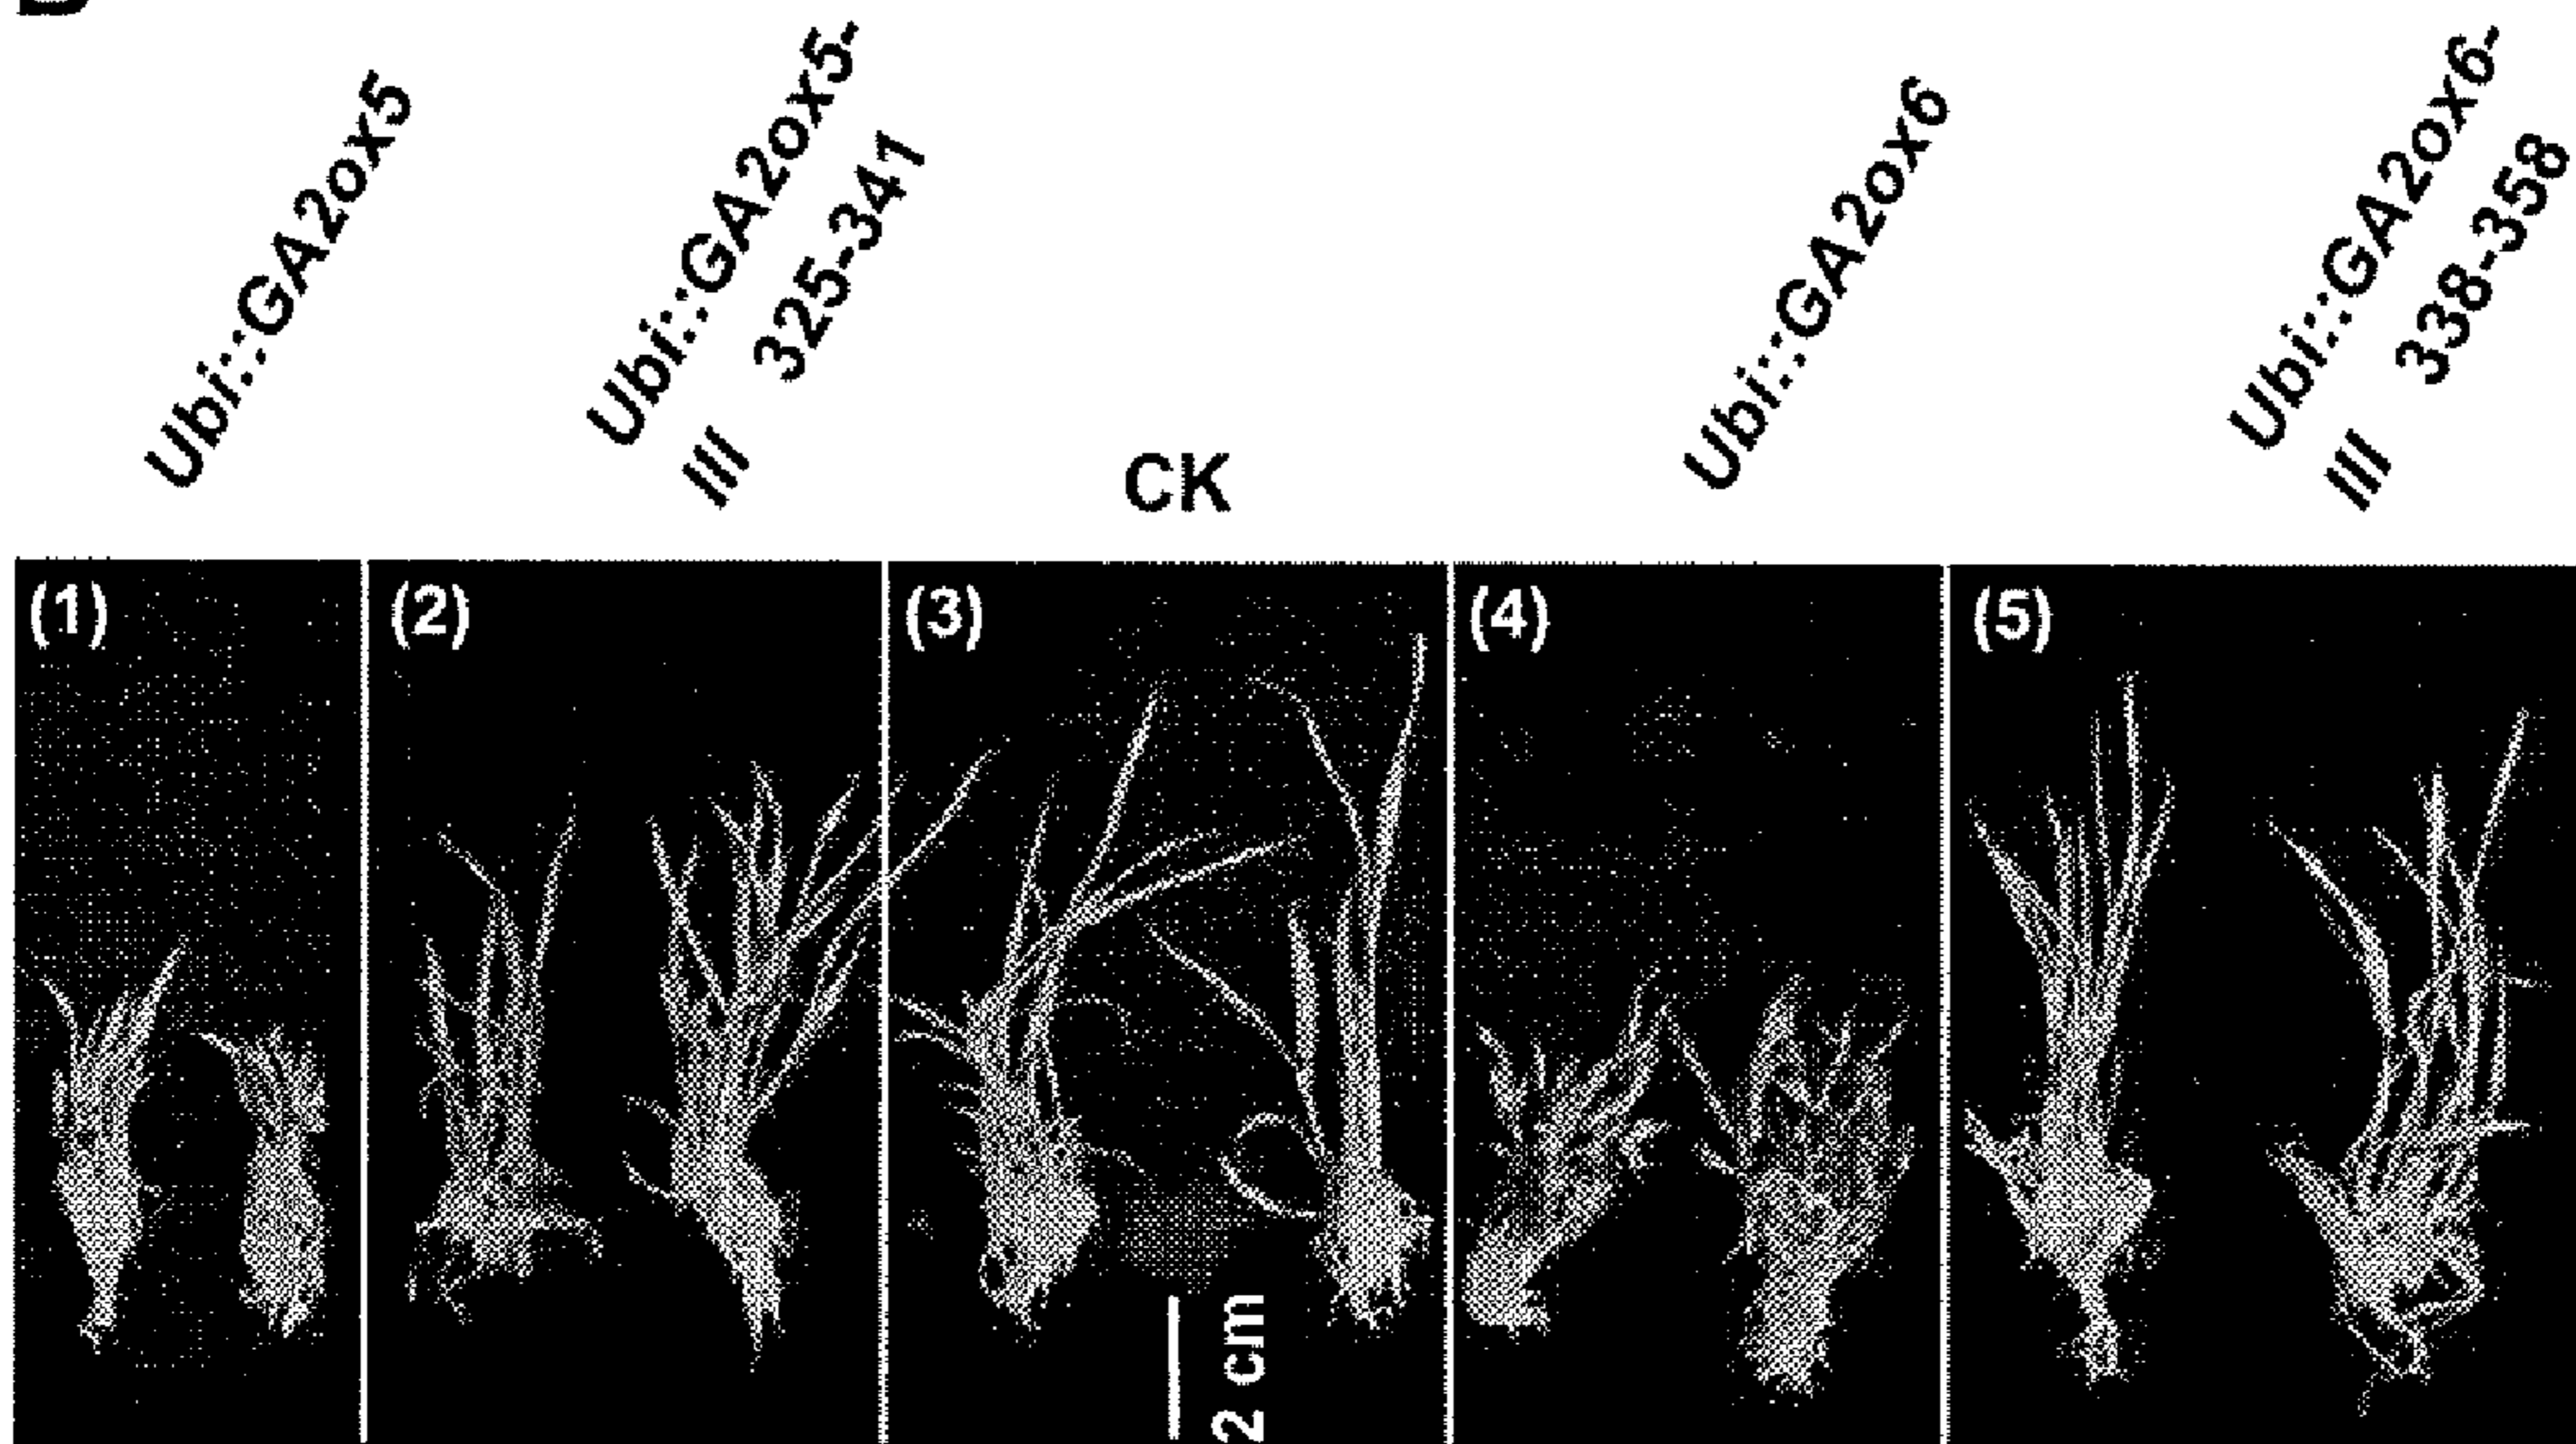 Ubi::GA2ox5
Ubi::GA2ox5-
III 325-341
CK
Ubi::GA2ox6
Ubi::GA2ox6-
III 338-358
(1)
(2)
(3)
(4)
(5)
2 cm